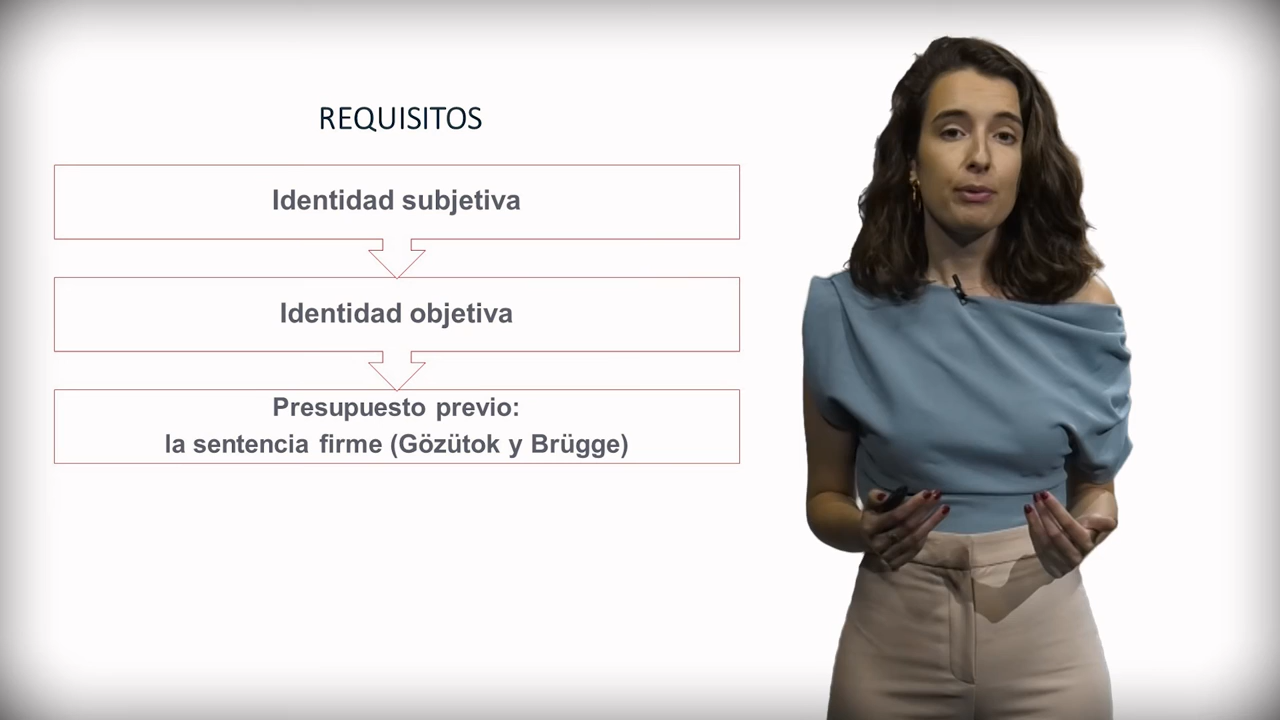 REQUISITOS
Identidad subjetiva
Identidad objetiva
Presupuesto previo:
la sentencia firme (Gözütok y Brügge)